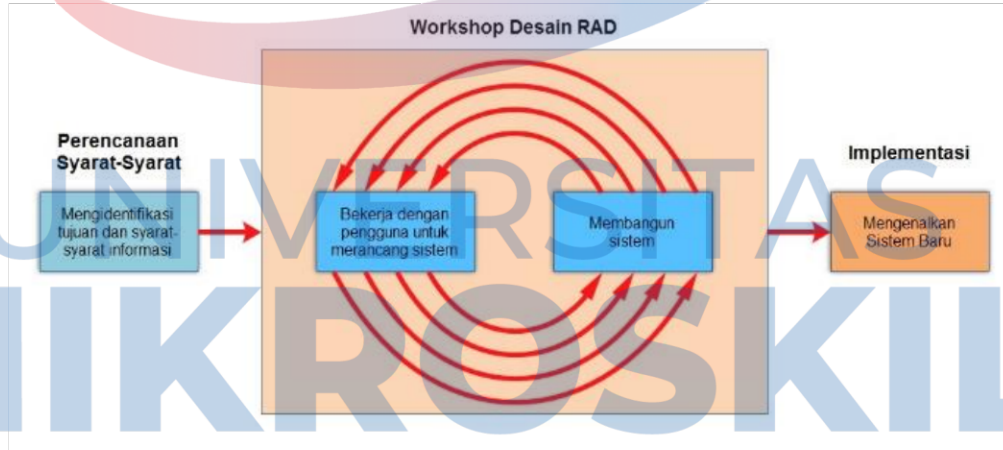 Workshop Desain RAD
Perencanaan
Syarat-Syarat
Mengidentifikasi
tujuan dan syarat-
syarat informasi
Bekerja dengan
pengguna untuk
merancang sistem
Membangun
sistem
Implementasi
Mengenalkan
Sistem Baru
UNIVERSITAS
MIKROSKIL